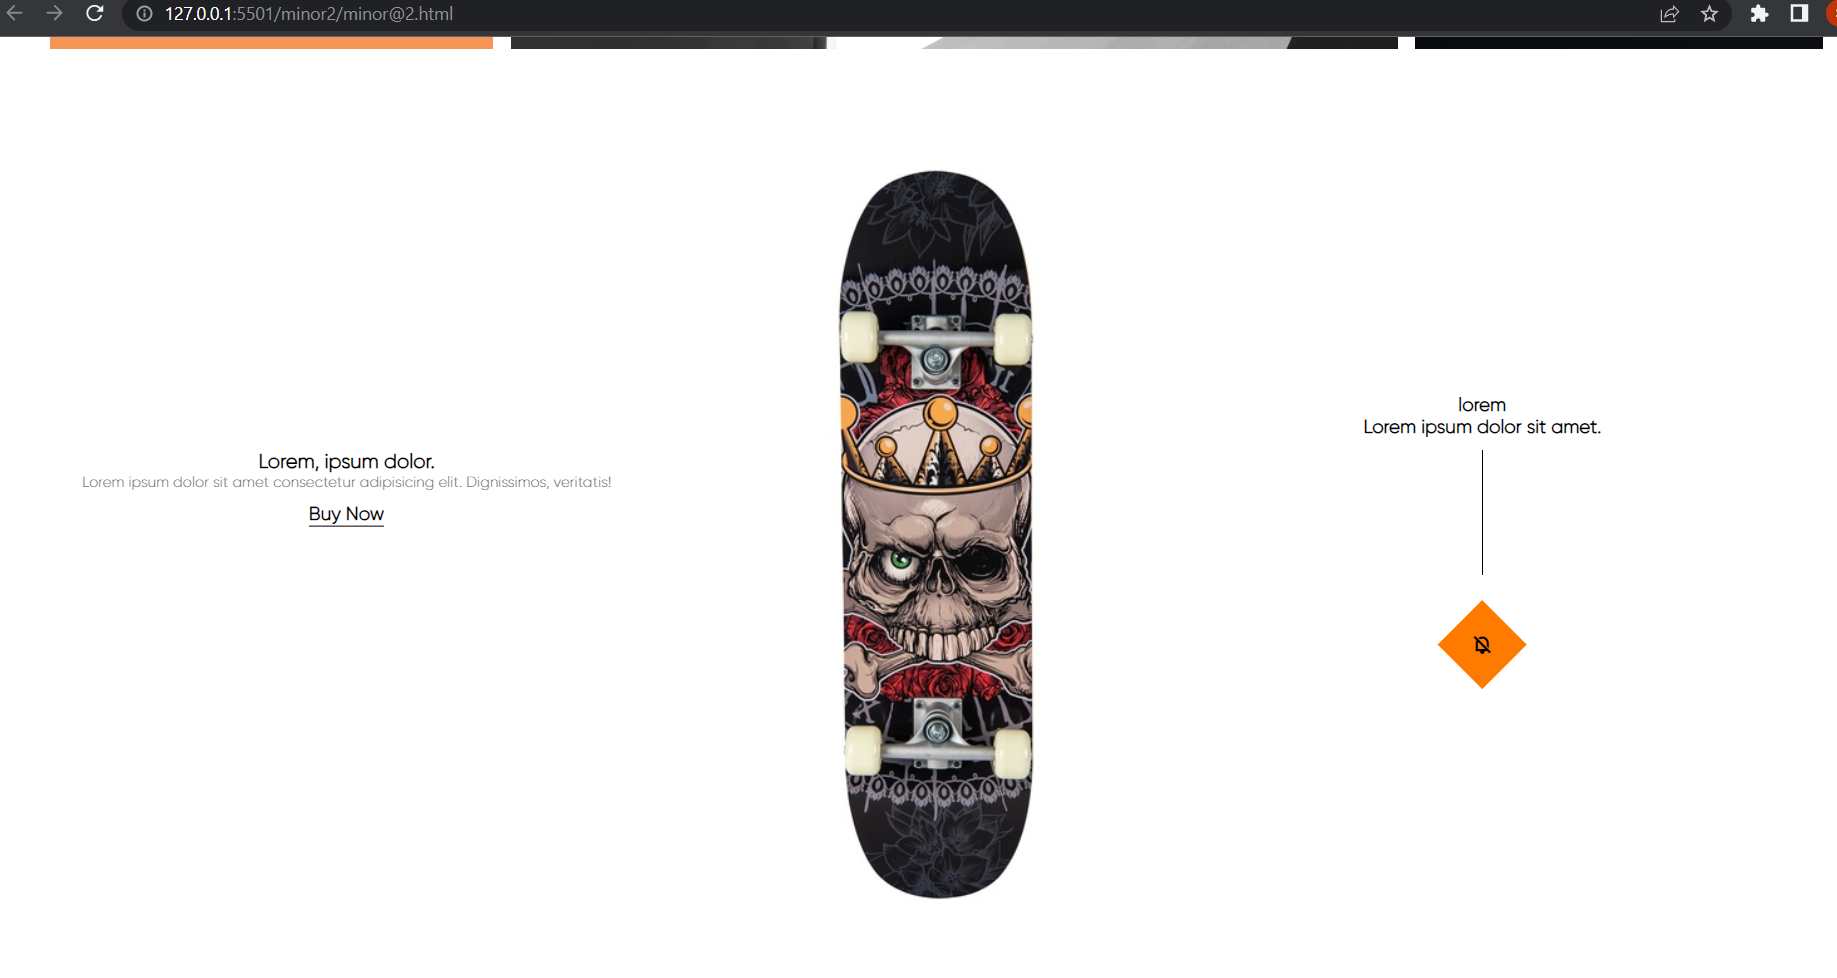 127.0.0.1:5501/minor2/minor@2.html
Lorem, ipsum dolor.
Lorem ipsum dolor sit amet consectetur adipisicing elit. Dignissimos, veritatis!
Buy Now
II
X
lorem
Lorem ipsum dolor sit amet.